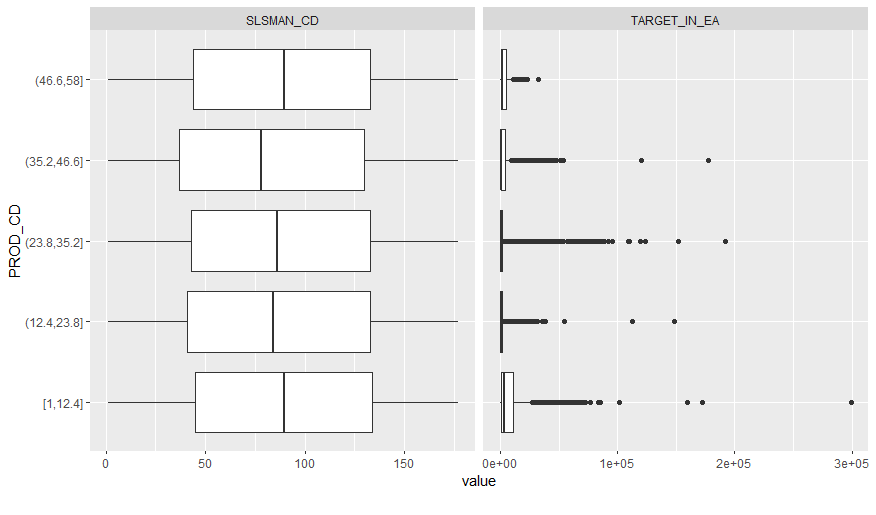 SLSMAN_CD
TARGET_IN_EA
PROD_CD
(46.6,58]
(35.2,46.6]
(23.8,35.2]
(12.4,23.8]
[1,12.4]
0 50 100 150
0e+00 1e+05 2e+05 3e+05
value